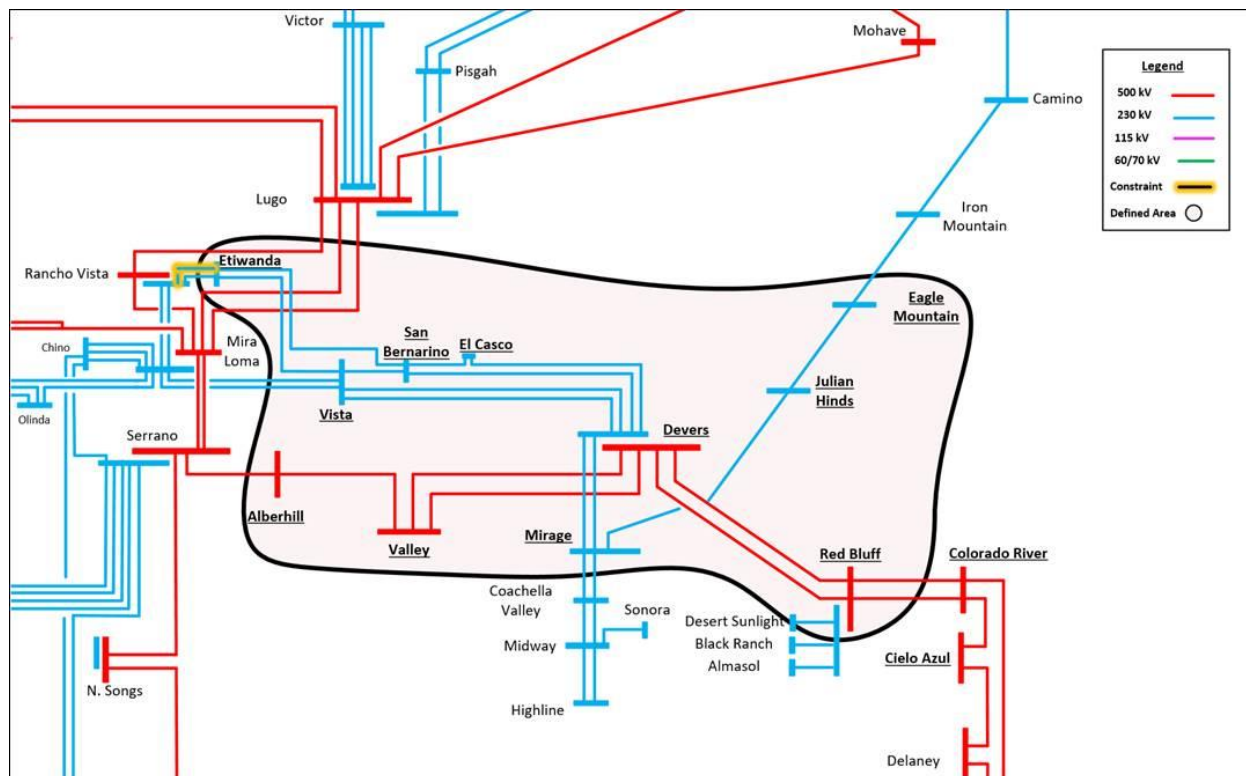 Victor
Mohave
Pisgah
Legend
500 kV
230 kV
115 kV
60/70 kV
Constraint
Defined Area
Camino
Lugo
Iron
Mountain
Etiwanda
Rancho Vista
Eagle
Mountain
San
Bernarino
El Casco
Mira
Loma
Chino
Julian
Hinds
Vista
Olinda
Devers
Serrano
Alberhill
Valley
Mirage
Red Bluff
Colorado River
Coachella
Valley
Sonora
Desert Sunlight
Midway
Black Ranch
Almasol
Cielo Azul
N. Songs
Highline
Delaney